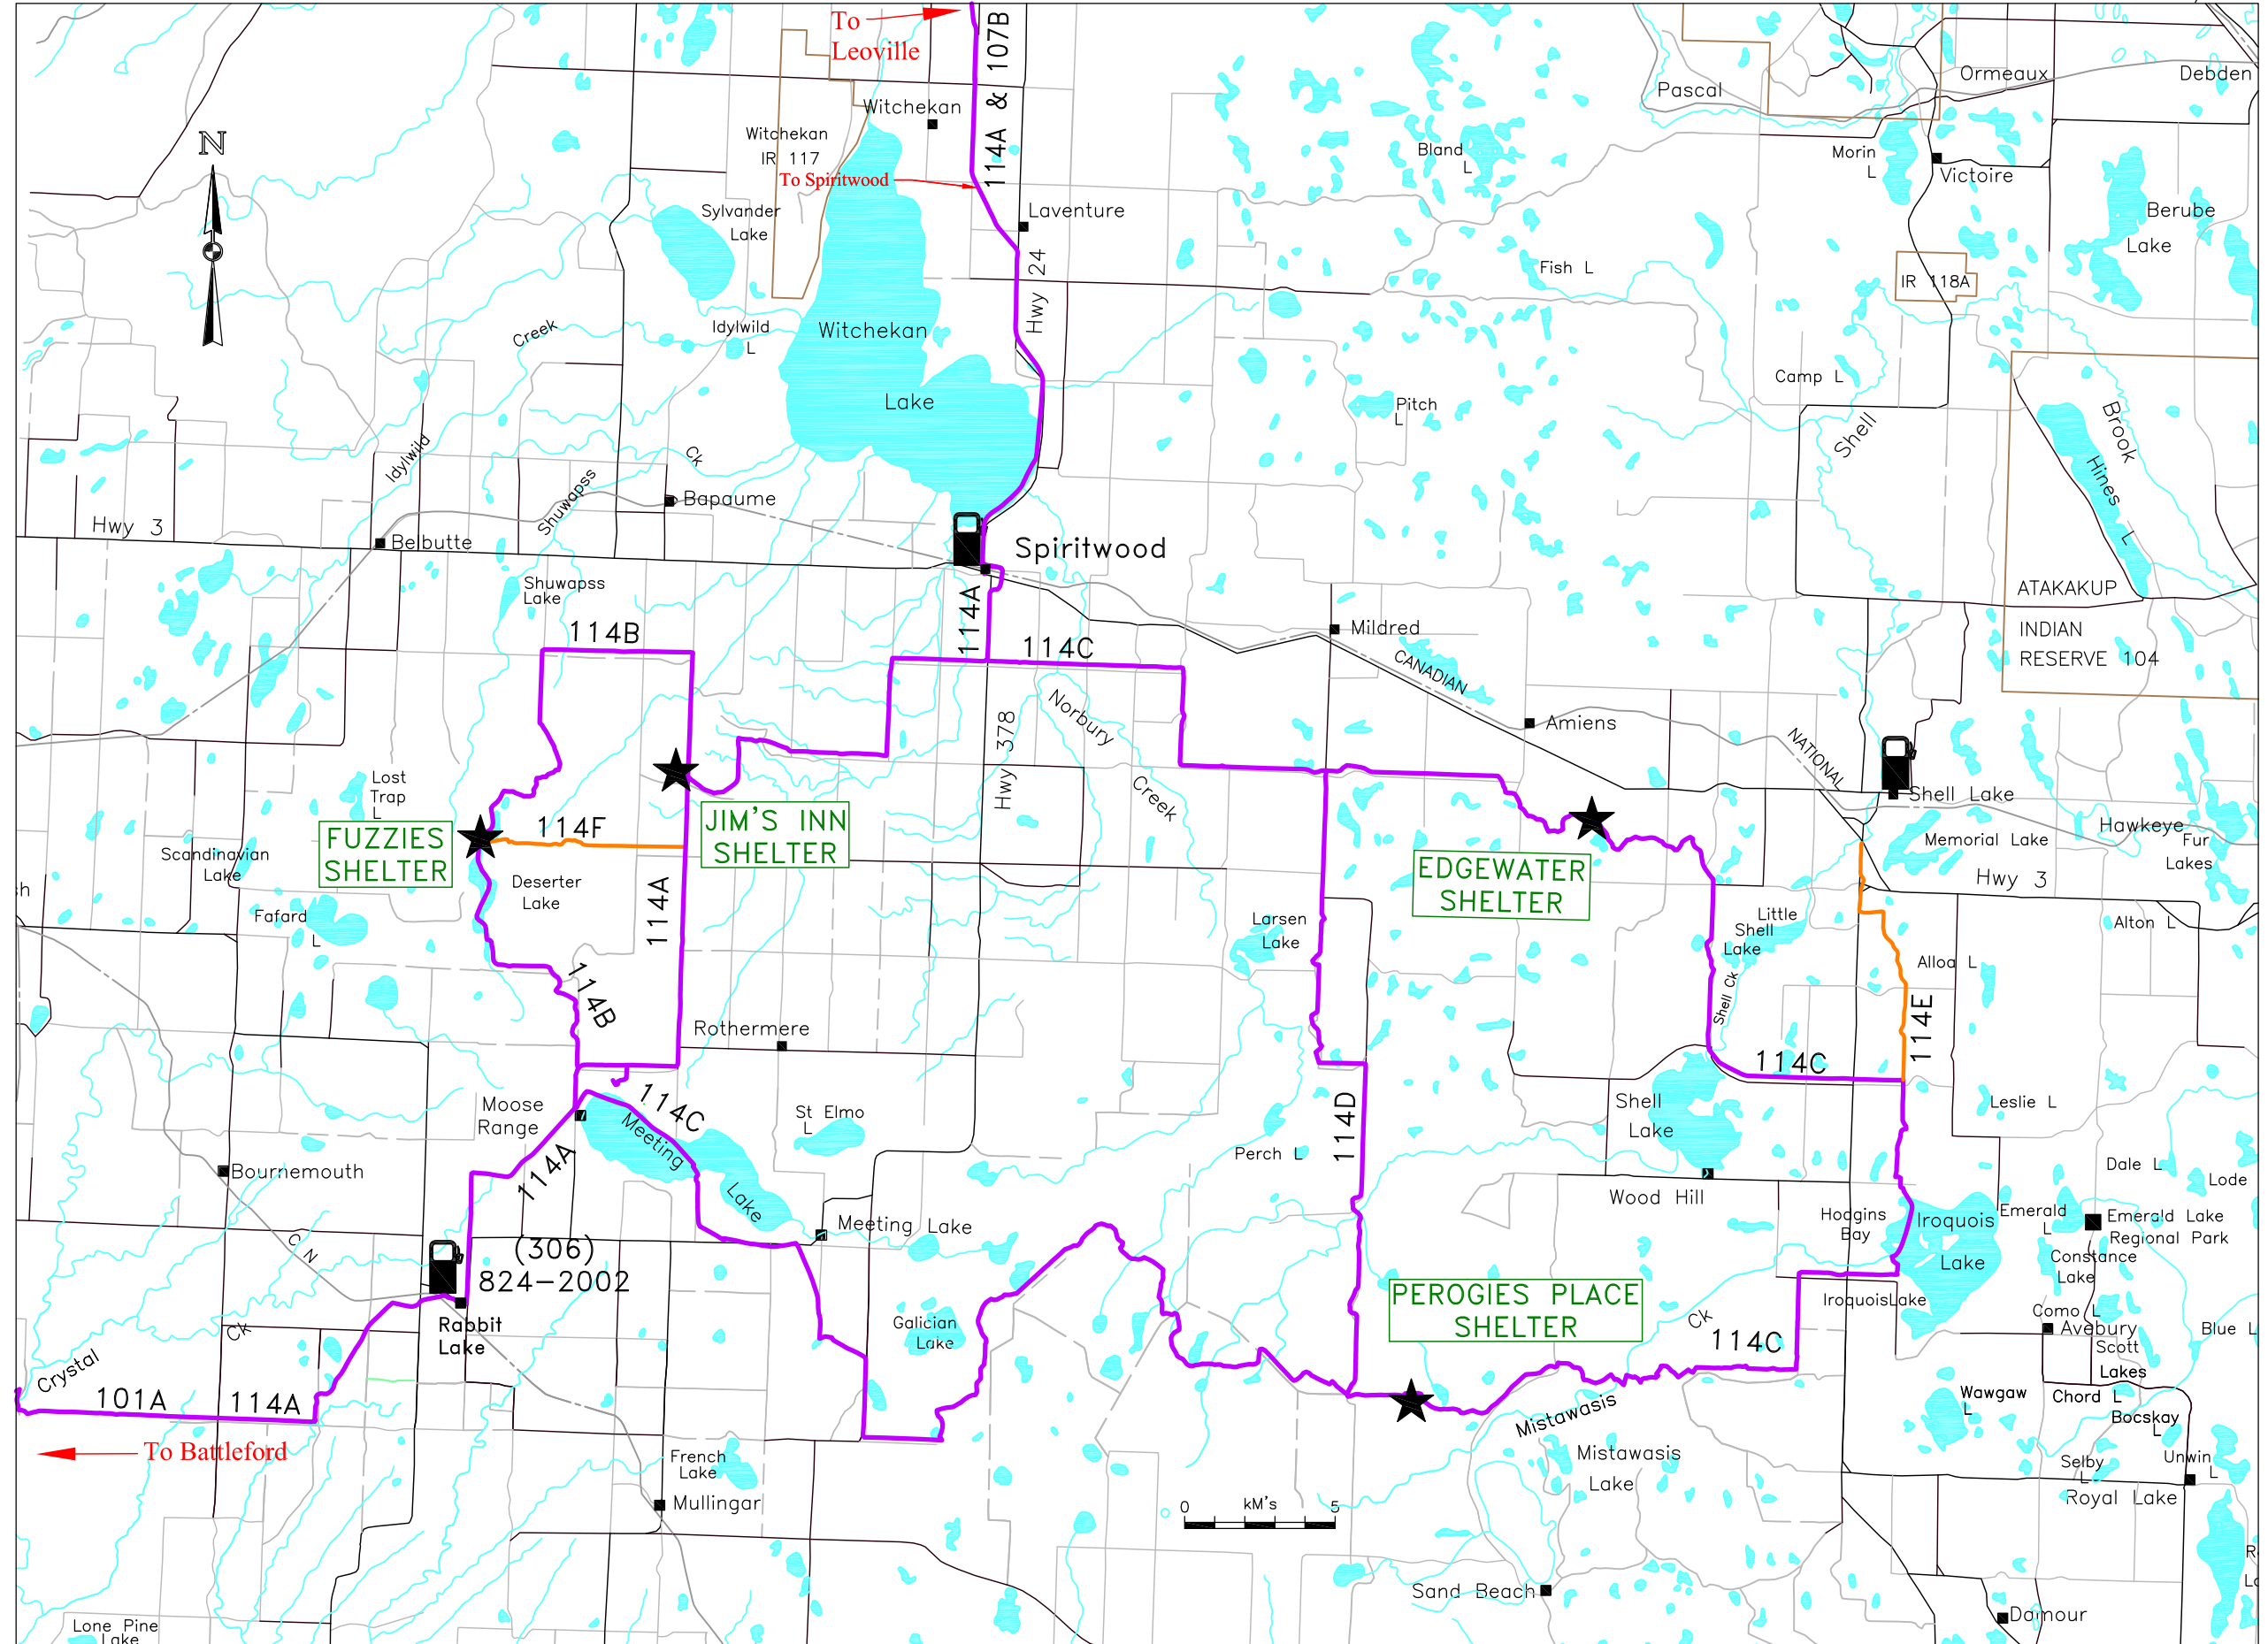 To
Leoville
114A & 107B
Witchekan
Witchekan
IR 117
To Spiritwood
N
Sylvander
Lake
Laventure
Hwy 24
Idylwild
L
Witchekan
Lake
Creek
Idylwild
Shuwapss
Ck
Bapaume
Hwy 3
Belbutte
Spiritwood
Shuwapss
Lake
114B
114A
114C
Pascal
Ormeaux
Debden
Bland
L
Morin
L
Victoire
Berube
Lake
Fish L
IR 118A
Camp L
Pitch
L
Shell
Brook
Hines L
ATAKAKUP
INDIAN
RESERVE 104
Mildred
CANADIAN
Amiens
NATIONAL
Norbury
Creek
Hwy 378
Lost
Trap
L
FUZZIES
SHELTER
114F
JIM'S INN
SHELTER
Scandinavian
Lake
Deserter
Lake
114A
Fafard
L
114B
Rothermere
EDGEWATER
SHELTER
Shell Lake
Memorial Lake
Hawkeye
Fur
Lakes
Hwy 3
Larsen
Lake
Little
Shell
Lake
Shell Ck
Alton L
Alloa L
114E
114C
Moose
Range
114C
Meeting
Lake
St Elmo
L
114A
Bournemouth
Meeting Lake
C N
(306)
824-2002
Rabbit
Lake
Ck
Crystal
101A
114A
To Battleford
Galician
Lake
French
Lake
Mullingar
Lone Pine
Lake
Perch L
114D
Shell
Lake
Wood Hill
Leslie L
Dale L
Lode
Hodgins
Bay
Iroquois
Lake
Emerald
L
Emerald Lake
Regional Park
Constance
Lake
IroquoisLake
Como L
Avebury
Scott
Lakes
Blue L
PEROGIES PLACE
SHELTER
Ck
114C
Mistawasis
Mistawasis
Lake
Wawgaw
L
Chord L
Bocskay
L
Selby
L
Unwin
L
Royal Lake
0 kM's 5
Sand Beach
Damour